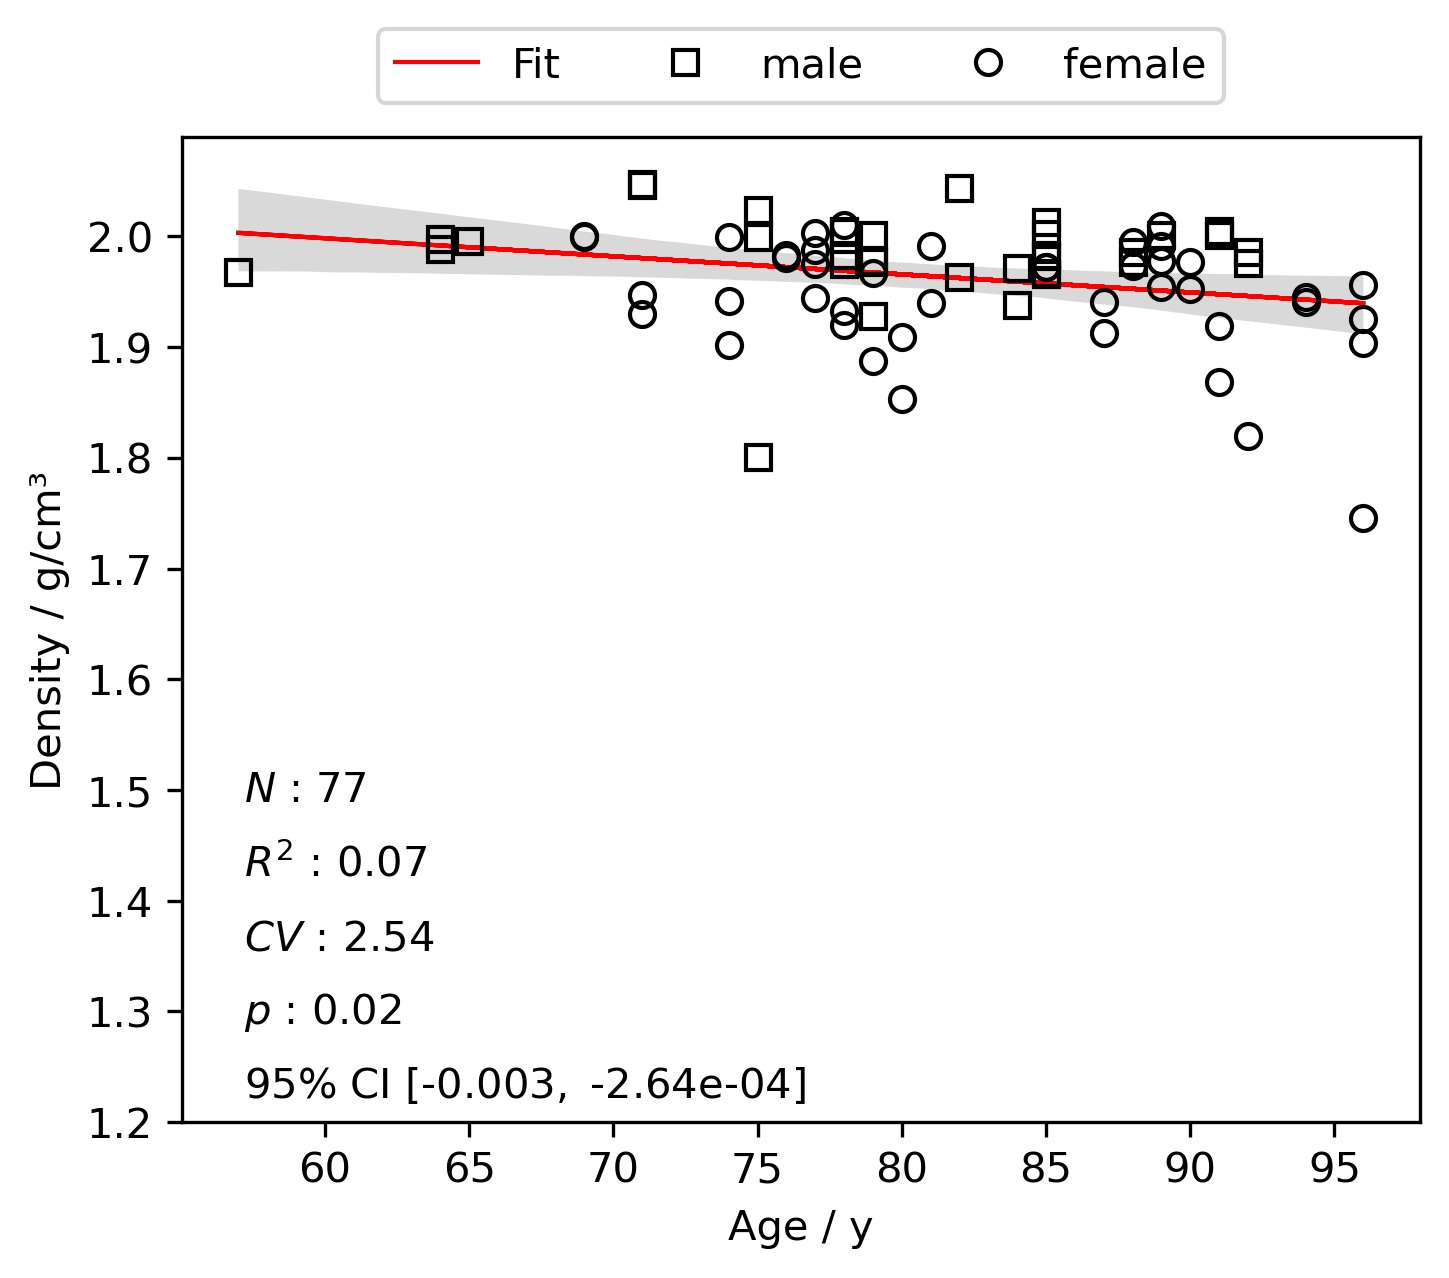 Fit male female
2.0
1.9
1.8
1.7
1.6
1.5
1.4
1.3
1.2
Density / g/cm³
N : 77
R² : 0.07
CV : 2.54
p : 0.02
95% CI [-0.003, -2.64e-04]
60 65 70 75 80 85 90 95
Age / y